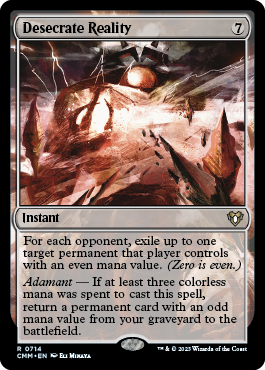 Desecrate Reality 7
Instant
For each opponent, exile up to one
target permanent that player controls
with an even mana value. (Zero is even.)
Adamant — If at least three colorless
mana was spent to cast this spell,
return a permanent card with an odd
mana value from your graveyard to the
battlefield.
R 0714
CMM • EN Eli Minaya
™ & © 2023 Wizards of the Coast